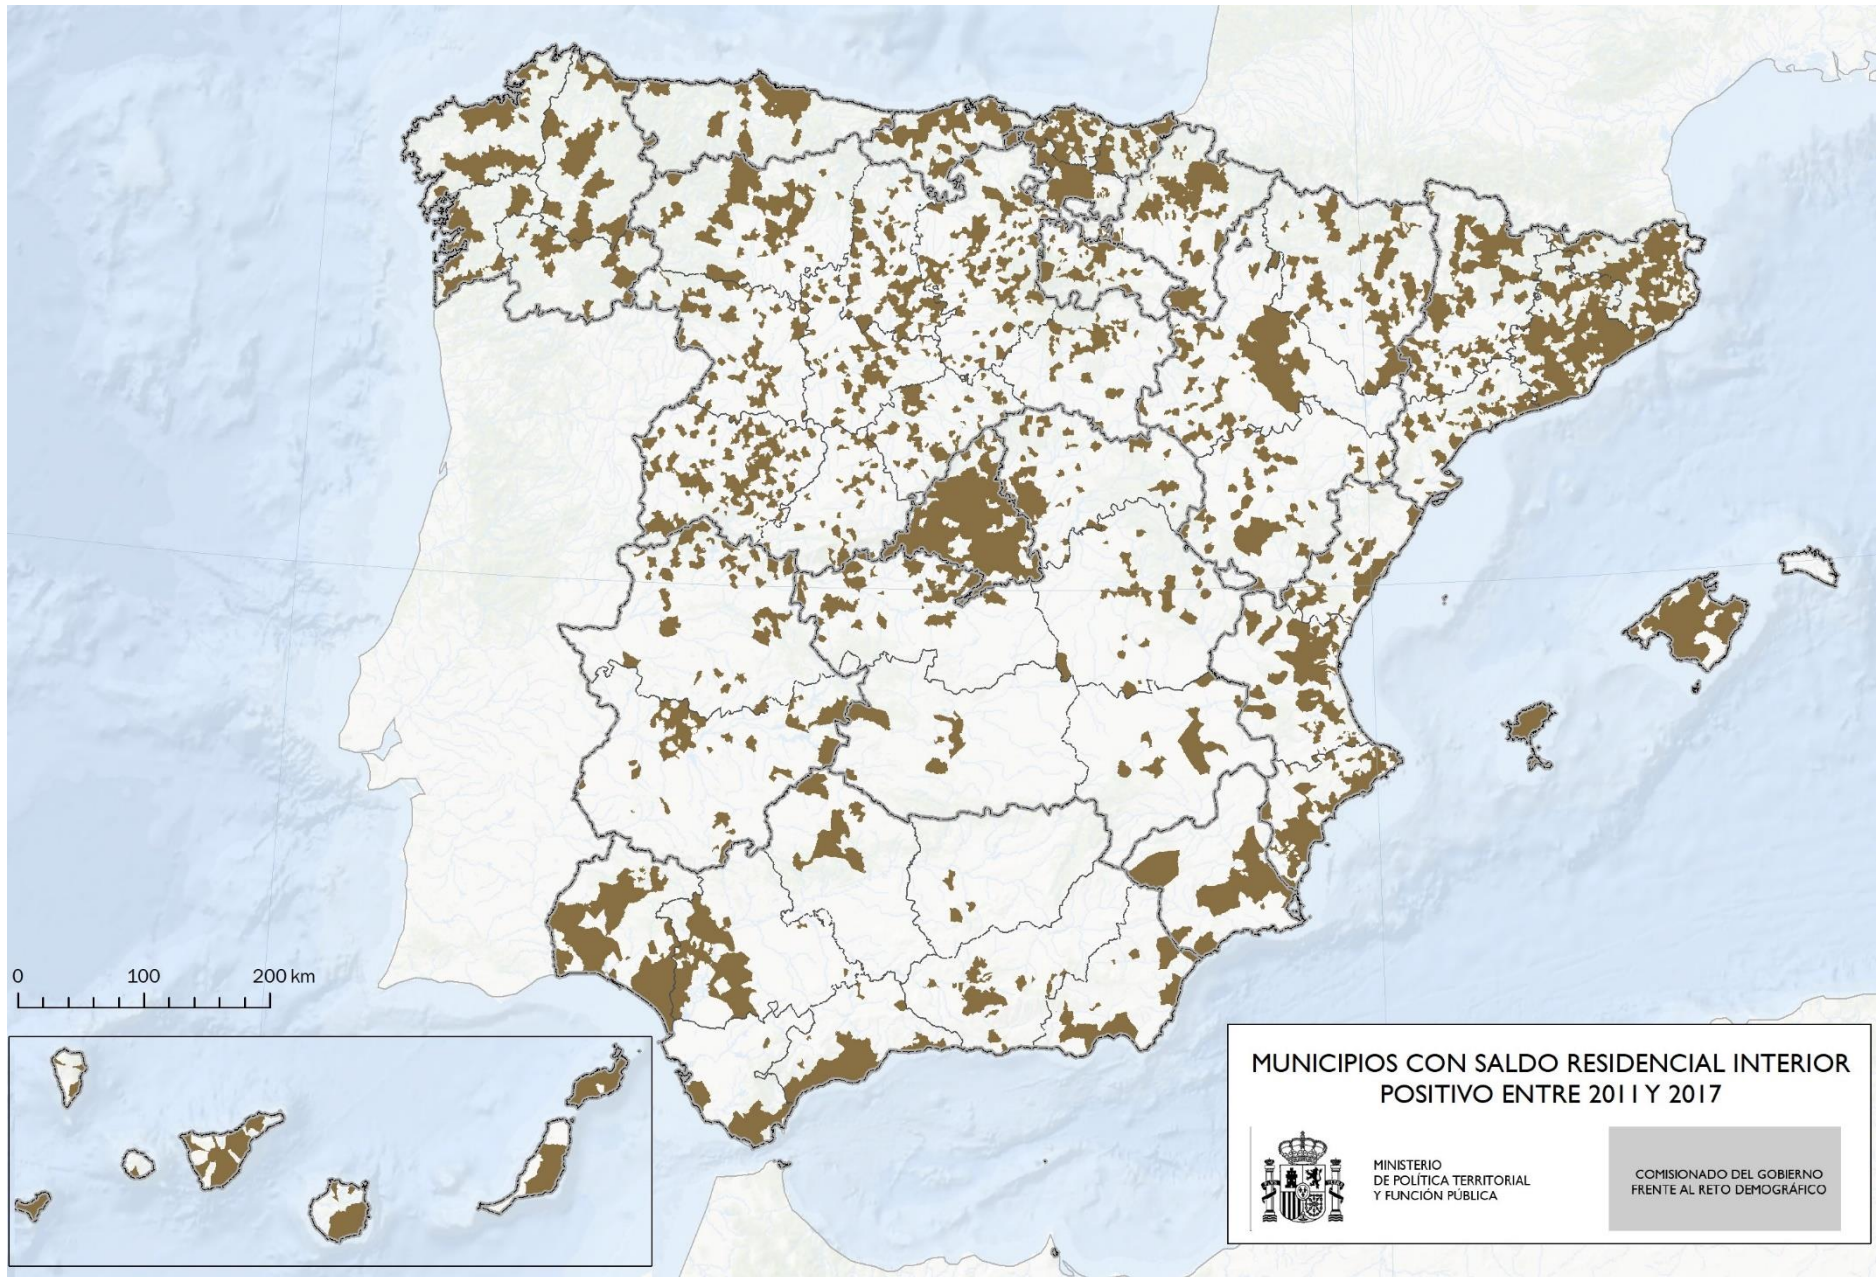 0 100 200 km
MUNICIPIOS CON SALDO RESIDENCIAL INTERIOR
POSITIVO ENTRE 2011 Y 2017
MINISTERIO
DE POLÍTICA TERRITORIAL
Y FUNCIÓN PÚBLICA
COMISIONADO DEL GOBIERNO
FRENTE AL RETO DEMOGRÁFICO